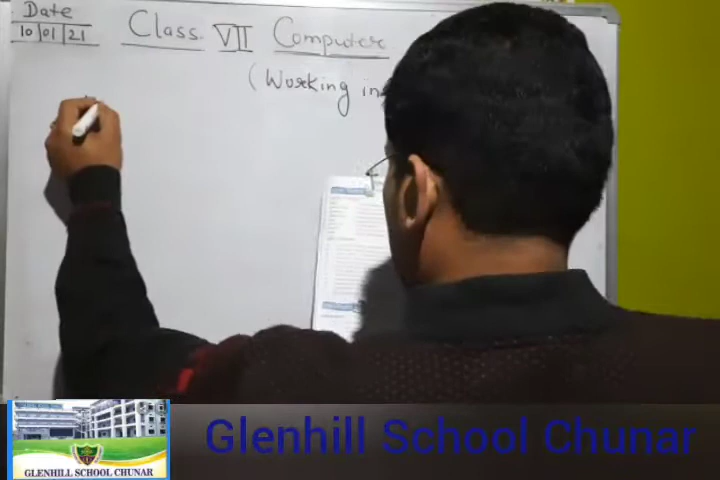 Date
10|01|21
Class VII Computer
(Working in
GLENHILL SCHOOL CHUNAR
Glenhill School Chunar